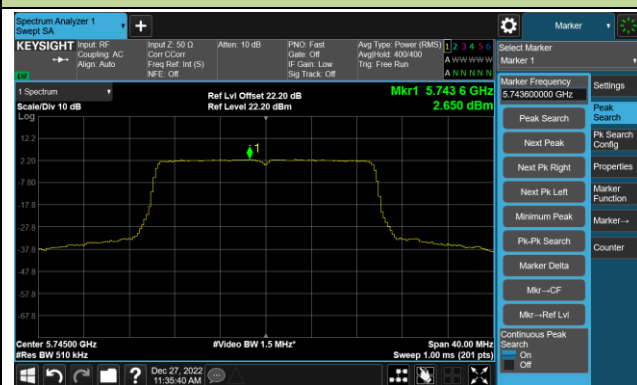 Spectrum Analyzer 1
Swept SA
Marker
KEYSIGHT
Input: RF
Coupling: AC
Align: Auto
Input Z: 50 Ω
Corr CCorr
Freq Ref: Int (S)
NFE: Off
Atten: 10 dB
PNO: Fast
Gate: Off
IF Gain: Low
Sig Track: Off
Avg Type: Power (RMS)
Avg|Hold: 400/400
Trig: Free Run
1 2 3 4 5 6
A W W W W W
A N N N N N
Select Marker
Marker 1
1 Spectrum
Scale/Div 10 dB
Log
Ref Lvl Offset 22.20 dB
Ref Level 22.20 dBm
Mkr1 5.743 6 GHz
2.650 dBm
1
12.2
2.20
-7.80
-17.8
-27.8
-37.8
-47.8
-57.8
-67.8
Center 5.74500 GHz
#Res BW 510 kHz
#Video BW 1.5 MHz*
Span 40.00 MHz
Sweep 1.00 ms (201 pts)
Marker Frequency
5.743600000 GHz
Peak Search
Next Peak
Next Pk Right
Next Pk Left
Minimum Peak
Pk-Pk Search
Marker Delta
Mkr→CF
Mkr→Ref Lvl
Continuous Peak
Search
On
Off
Settings
Peak
Search
Pk Search
Config
Properties
Marker
Function
Marker→
Counter
Dec 27, 2022
11:35:40 AM